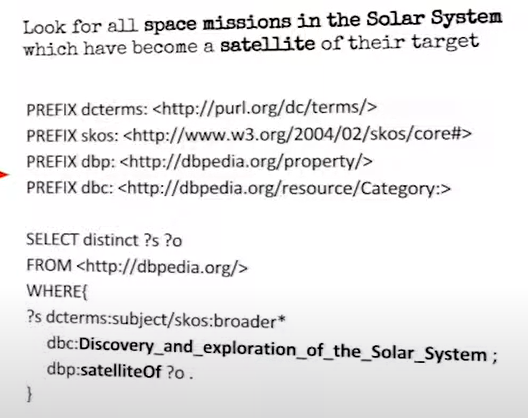 Look for all space missions in the Solar System
which have become a satellite of their target
PREFIX dcterms: <http://purl.org/dc/terms/>
PREFIX skos: <http://www.w3.org/2004/02/skos/core#>
PREFIX dbp: <http://dbpedia.org/property/>
PREFIX dbc: <http://dbpedia.org/resource/Category:>
SELECT distinct ?s ?o
FROM <http://dbpedia.org/>
WHERE{
?s dcterms:subject/skos:broader*
dbc:Discovery_and_exploration_of_the_Solar_System ;
dbp:satelliteOf ?o .
}